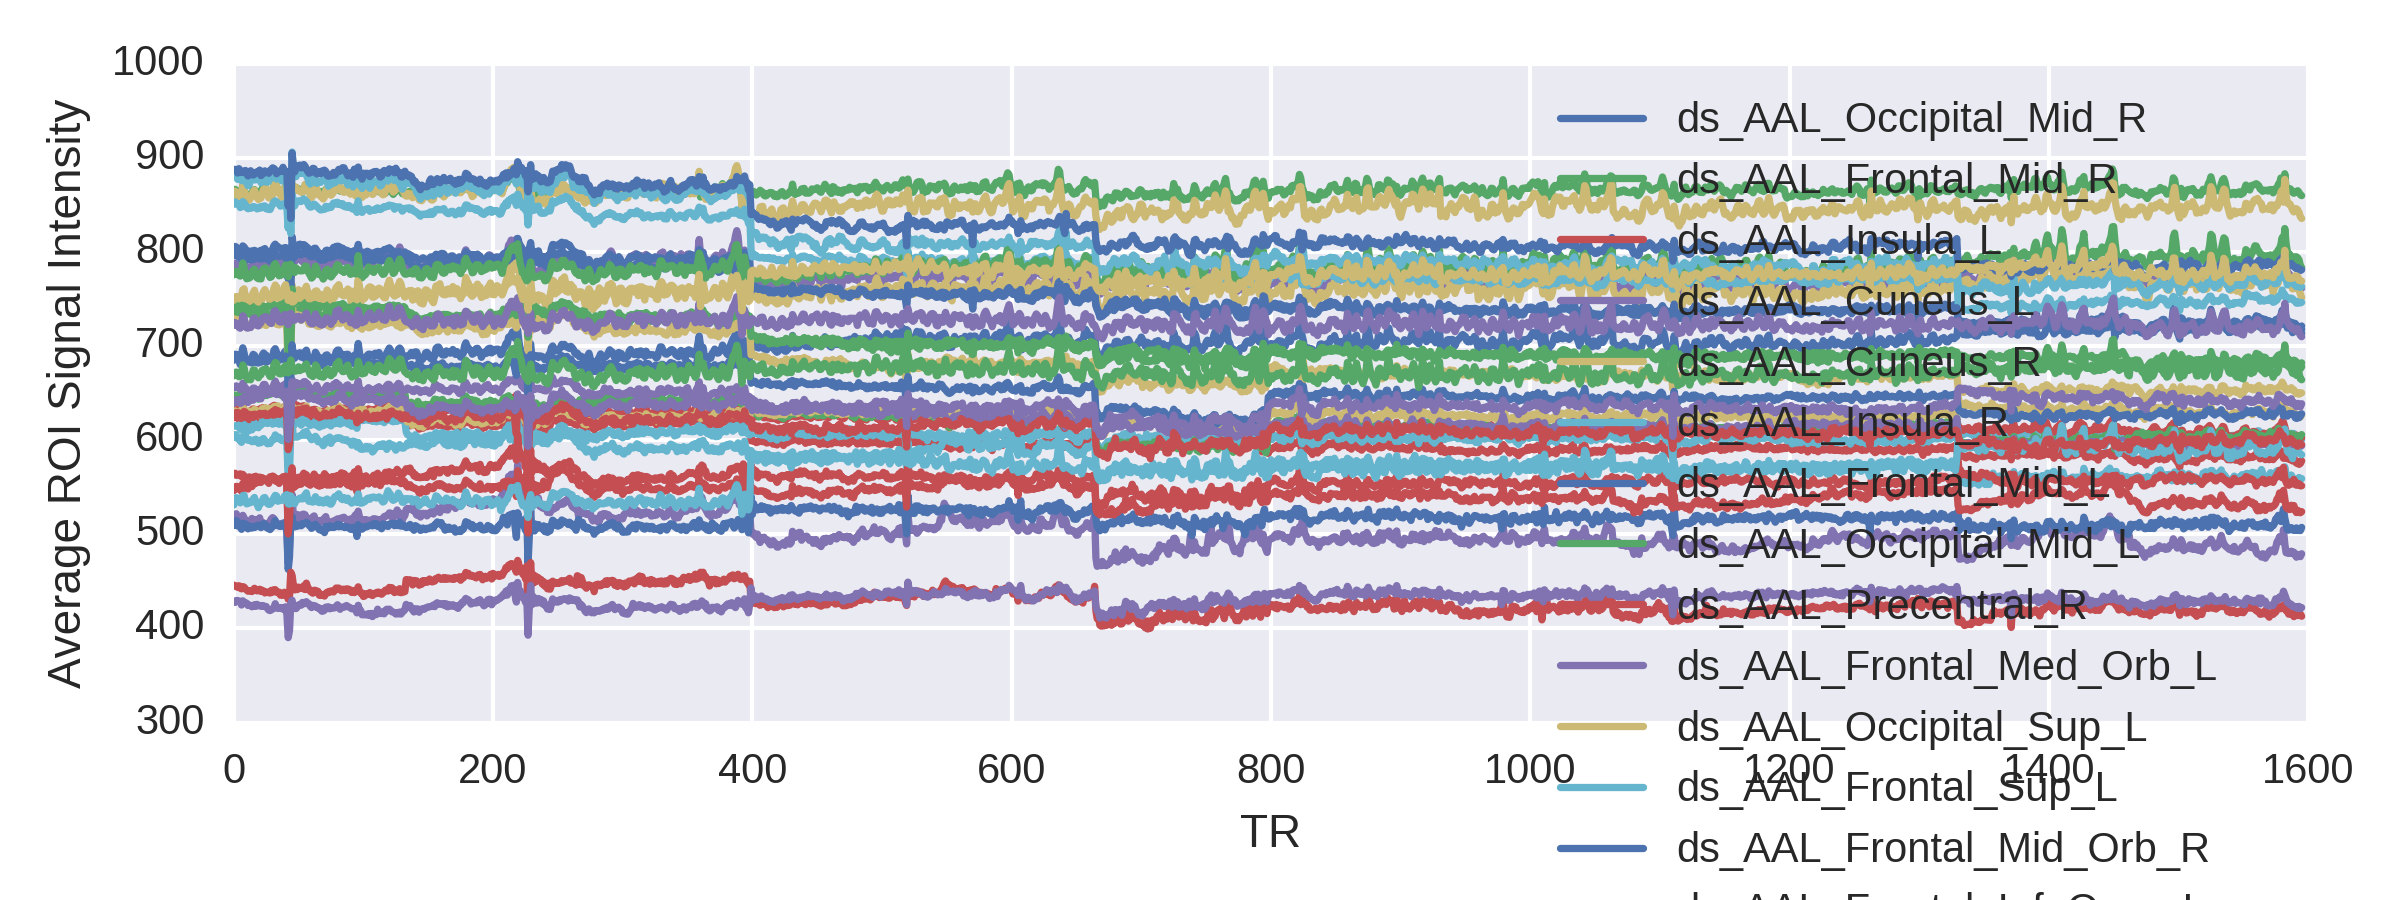 Average ROI Signal Intensity
1000
900
800
700
600
500
400
300
0 200 400 600 800 1000 1200 1400 1600
TR
ds_AAL_Occipital_Mid_R
ds_AAL_Frontal_Mid_R
ds_AAL_Insula_L
ds_AAL_Cuneus_L
ds_AAL_Cuneus_R
ds_AAL_Insula_R
ds_AAL_Frontal_Mid_L
ds_AAL_Occipital_Mid_L
ds_AAL_Precentral_R
ds_AAL_Frontal_Med_Orb_L
ds_AAL_Occipital_Sup_L
ds_AAL_Frontal_Sup_L
ds_AAL_Frontal_Mid_Orb_R